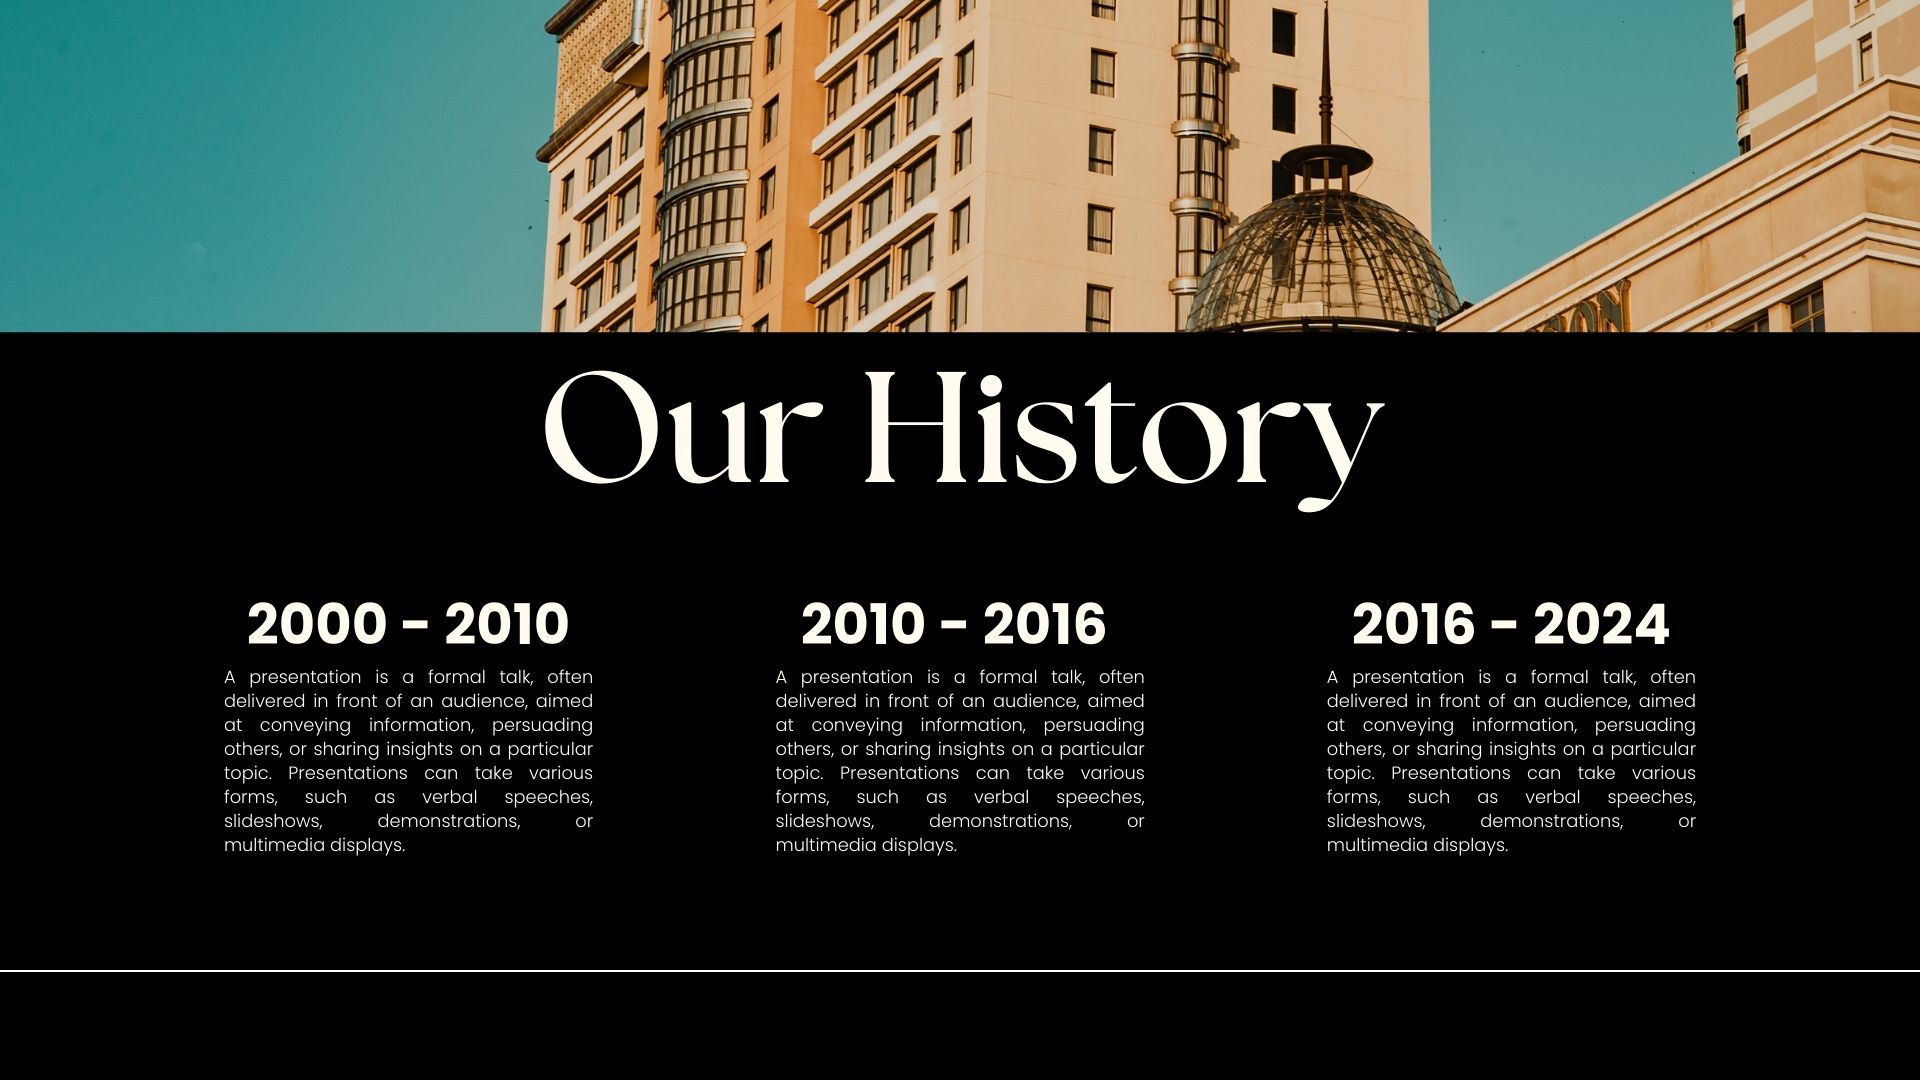 Our History
2000 – 2010
A presentation is a formal talk, often
delivered in front of an audience, aimed
at conveying information, persuading
others, or sharing insights on a particular
topic. Presentations can take various
forms, such as verbal speeches,
slideshows, demonstrations, or
multimedia displays.
2010 – 2016
A presentation is a formal talk, often
delivered in front of an audience, aimed
at conveying information, persuading
others, or sharing insights on a particular
topic. Presentations can take various
forms, such as verbal speeches,
slideshows, demonstrations, or
multimedia displays.
2016 – 2024
A presentation is a formal talk, often
delivered in front of an audience, aimed
at conveying information, persuading
others, or sharing insights on a particular
topic. Presentations can take various
forms, such as verbal speeches,
slideshows, demonstrations, or
multimedia displays.